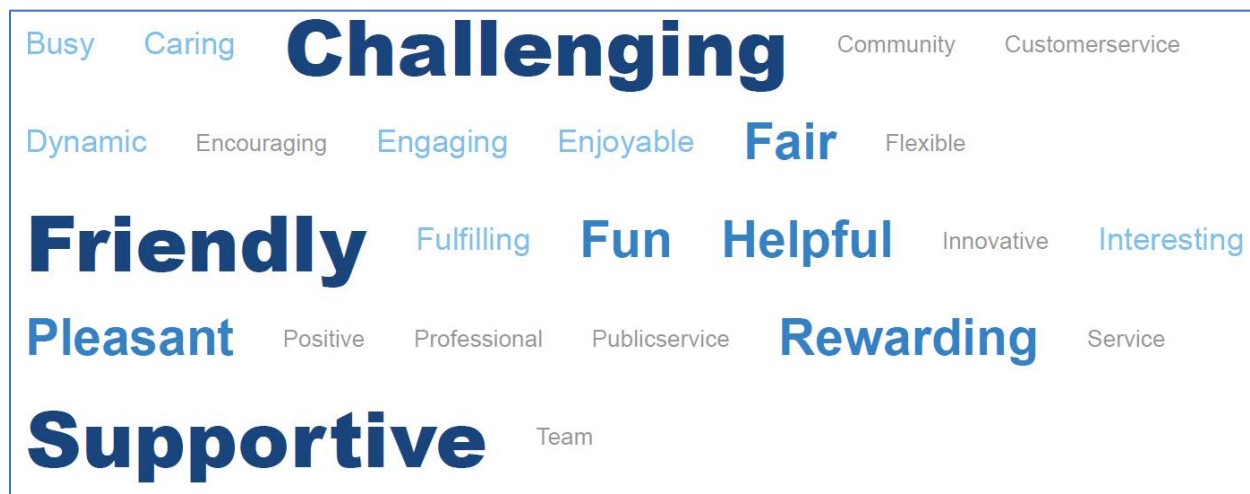 Busy Caring Challenging Community Customerservice
Dynamic Encouraging Engaging Enjoyable Fair Flexible
Friendly Fulfilling Fun Helpful Innovative Interesting
Pleasant Positive Professional Publicservice Rewarding Service
Supportive Team